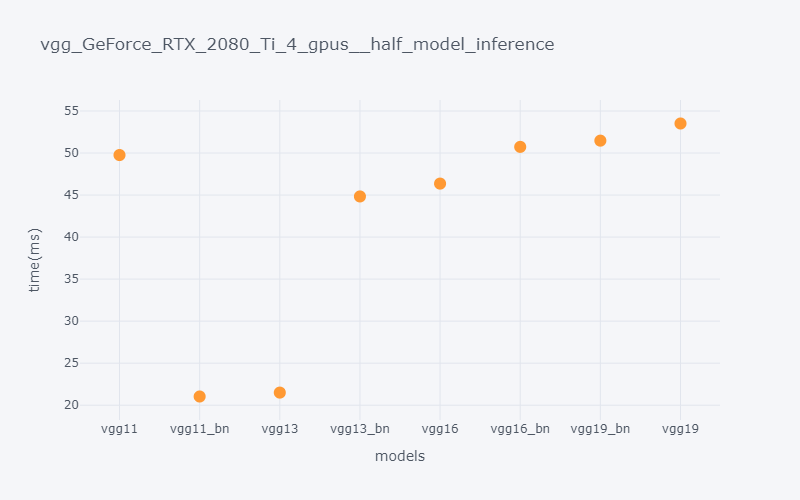 vgg_GeForce_RTX_2080_Ti_4_gpus__half_model_inference
55
50
45
40
35
30
25
20
time(ms)
vgg11 vgg11_bn vgg13 vgg13_bn vgg16 vgg16_bn vgg19_bn vgg19
models